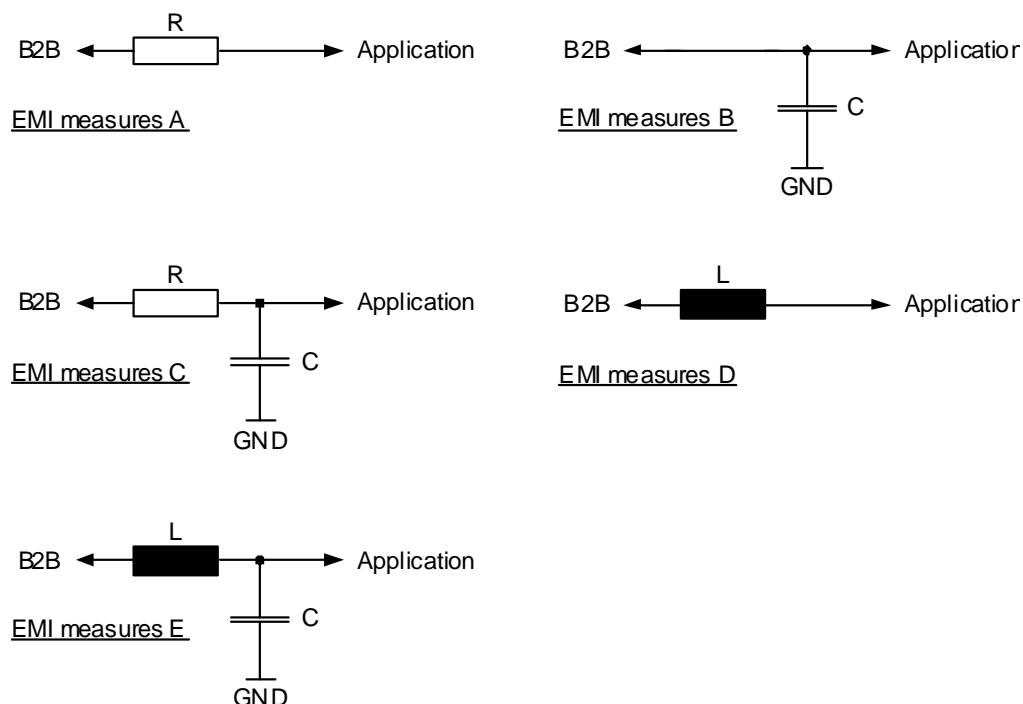 R
B2B Application
EMI measures A
B2B Application
C
EMI measures B
GND
R
B2B Application
C
EMI measures C
GND
L
B2B Application
EMI measures D
L
B2B Application
C
EMI measures E
GND